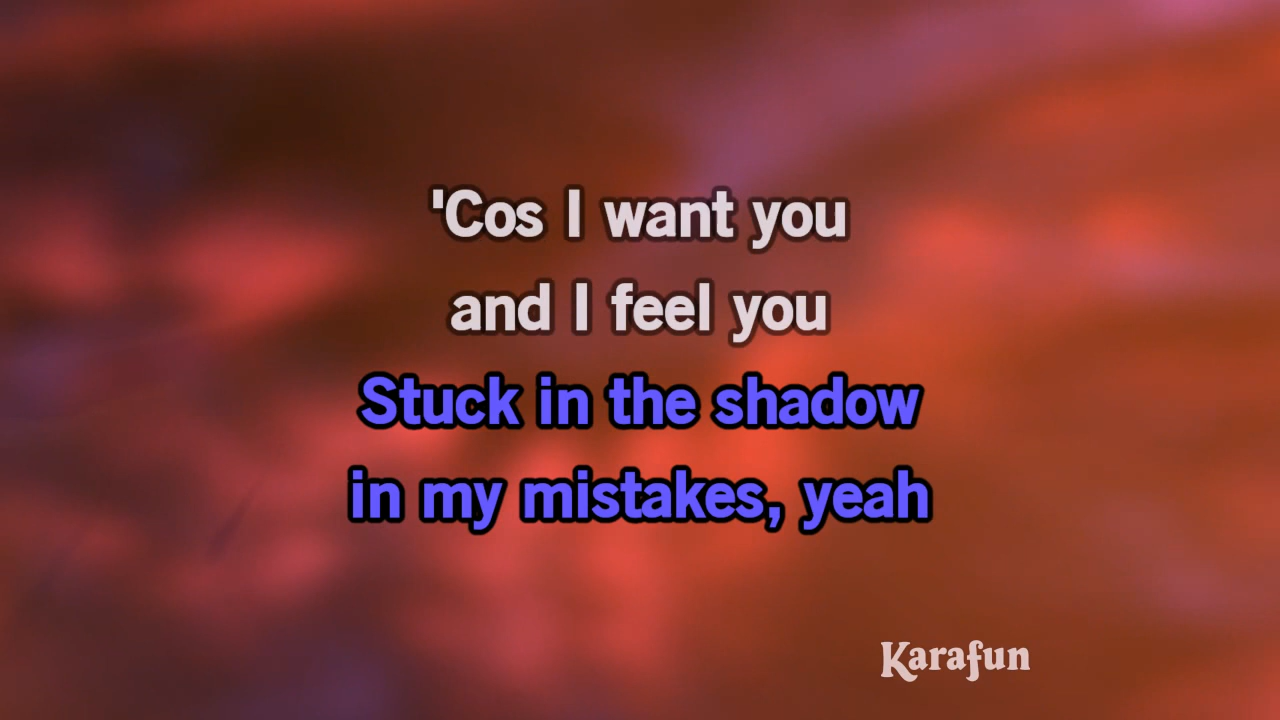 'Cos I want you
and I feel you
Stuck in the shadow
in my mistakes, yeah
Karafun